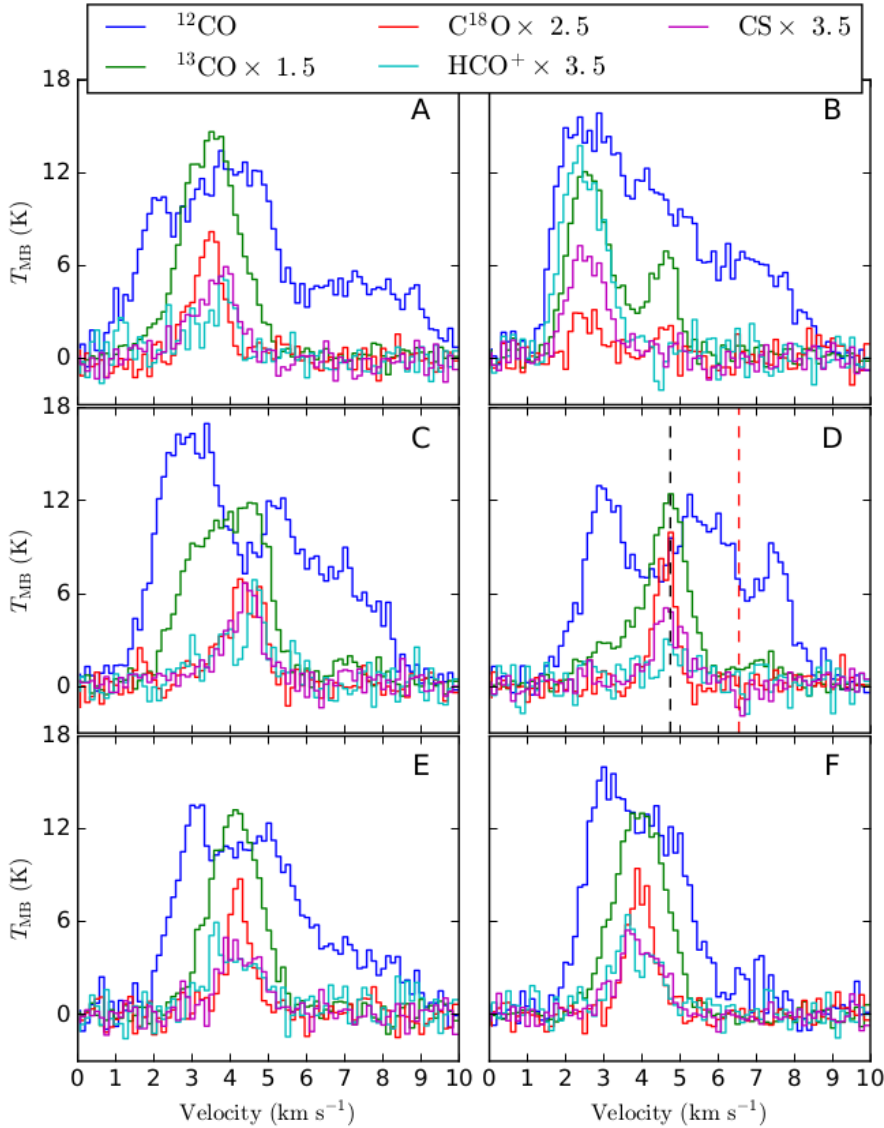 ¹²CO C¹⁸O × 2.5 CS × 3.5
¹³CO × 1.5 HCO⁺ × 3.5
18 A B
12
T_MB (K)
6
0
18 C D
12
T_MB (K)
6
0
18 E F
12
T_MB (K)
6
0
0 1 2 3 4 5 6 7 8 9 10 0 1 2 3 4 5 6 7 8 9 10
Velocity (km s⁻¹) Velocity (km s⁻¹)